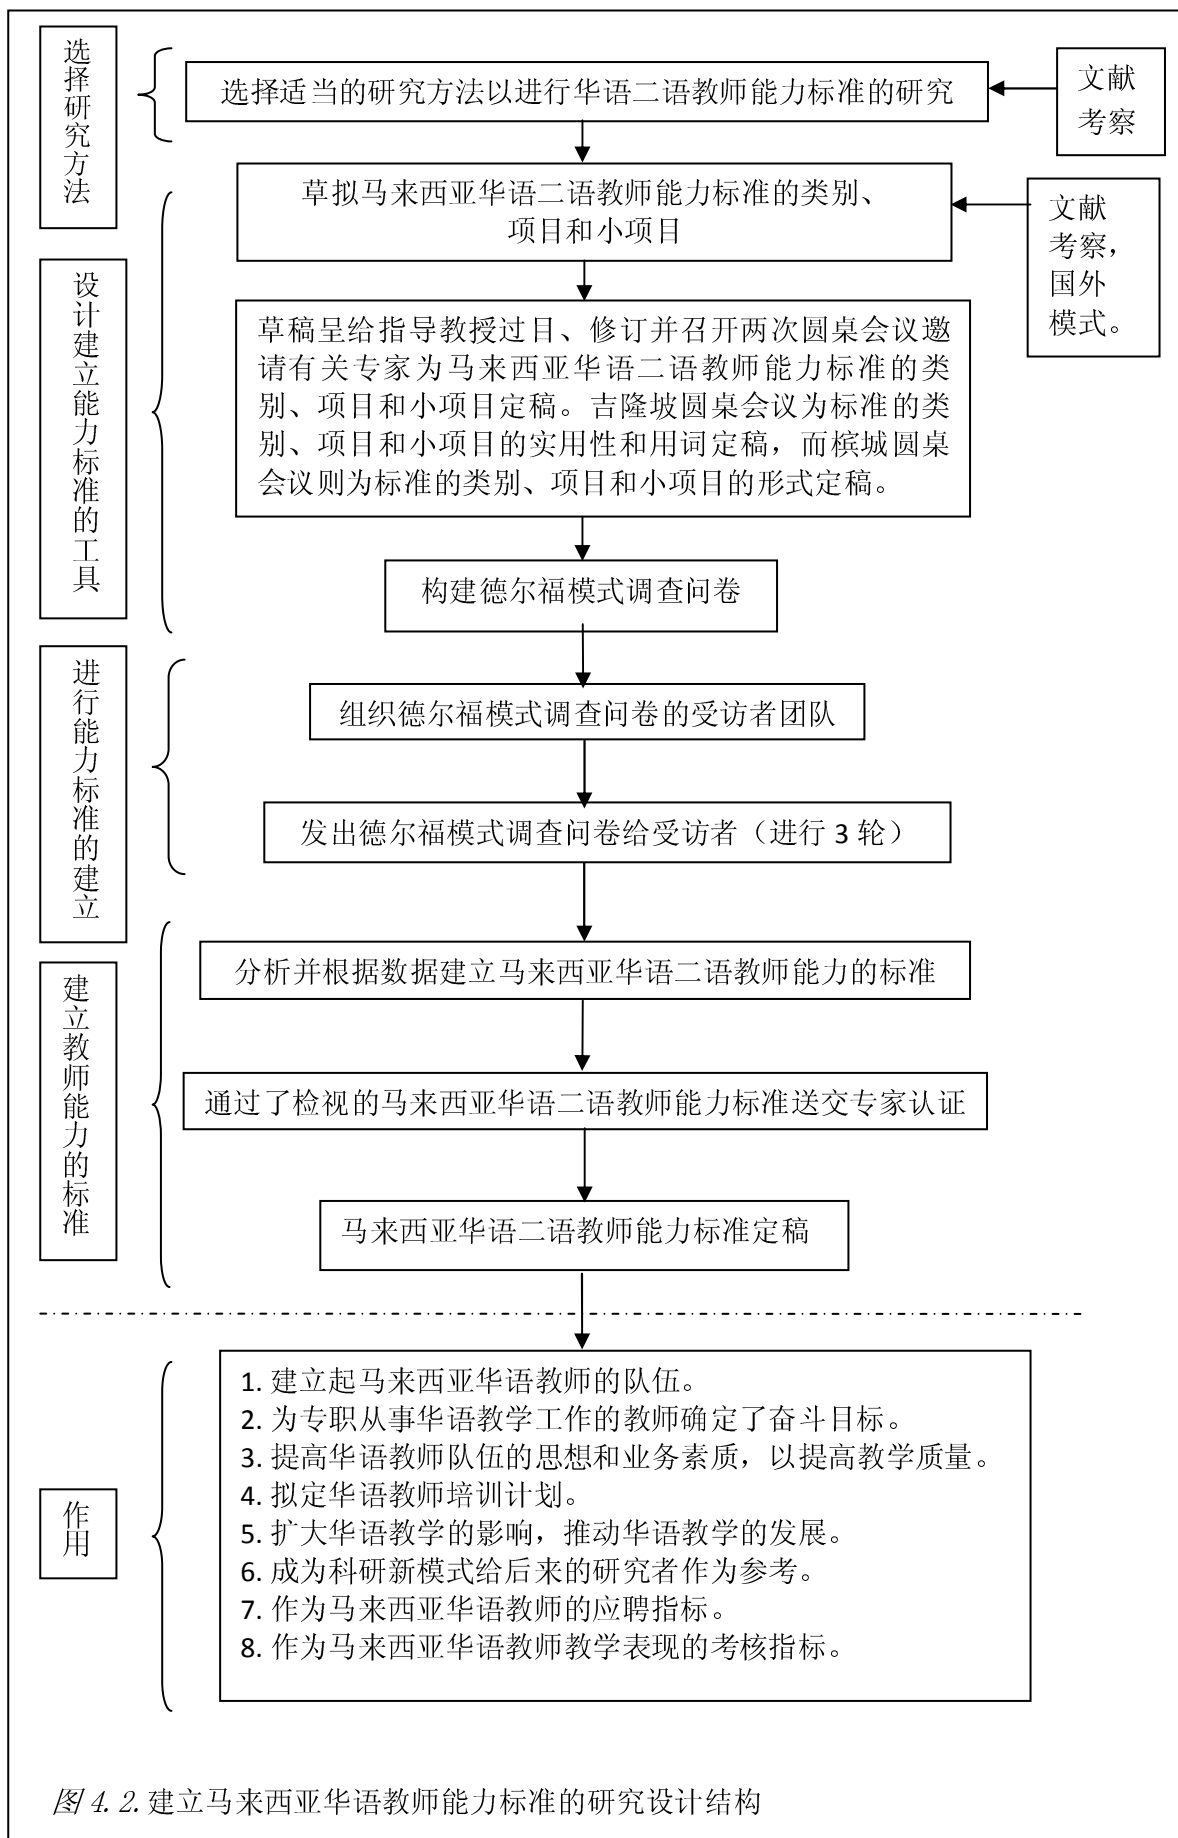 选择研究方法
选择适当的研究方法以进行华语二语教师能力标准的研究
文献
考察
草拟马来西亚华语二语教师能力标准的类别、
项目和小项目
文献
考察，
国外
模式。
设计建立能力标准的工具
草稿呈给指导教授过目、修订并召开两次圆桌会议邀
请有关专家为马来西亚华语二语教师能力标准的类
别、项目和小项目定稿。吉隆坡圆桌会议为标准的类
别、项目和小项目的实用性和用词定稿，而槟城圆桌
会议则为标准的类别、项目和小项目的形式定稿。
构建德尔福模式调查问卷
进行能力标准的建立
组织德尔福模式调查问卷的受访者团队
发出德尔福模式调查问卷给受访者（进行 3 轮）
建立教师能力的标准
分析并根据数据建立马来西亚华语二语教师能力的标准
通过了检视的马来西亚华语二语教师能力标准送交专家认证
马来西亚华语二语教师能力标准定稿
作用
1. 建立起马来西亚华语教师的队伍。
2. 为专职从事华语教学工作的教师确定了奋斗目标。
3. 提高华语教师队伍的思想和业务素质，以提高教学质量。
4. 拟定华语教师培训计划。
5. 扩大华语教学的影响，推动华语教学的发展。
6. 成为科研新模式给后来的研究者作为参考。
7. 作为马来西亚华语教师的应聘指标。
8. 作为马来西亚华语教师教学表现的考核指标。
图 4.2.建立马来西亚华语教师能力标准的研究设计结构